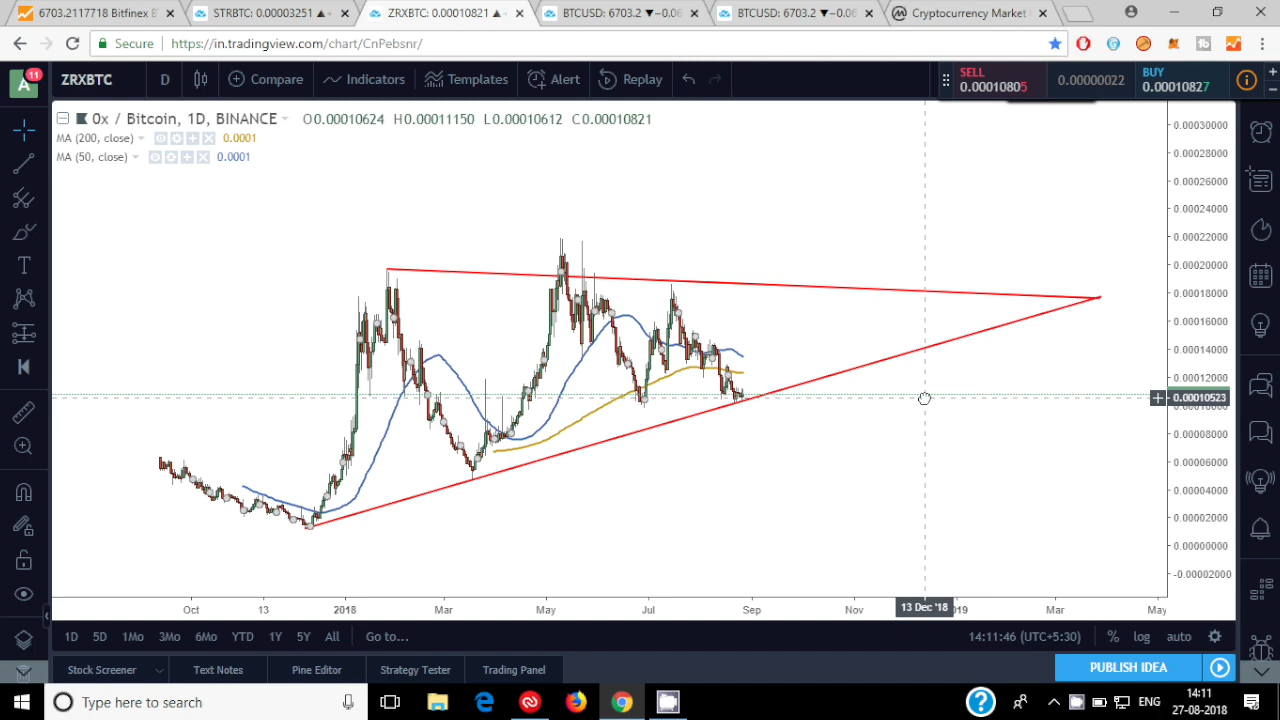 6703.2117718 Bitfinex B
STRBTC: 0.00003251 ▲
ZRXBTC: 0.00010821 ▲
BTCUSD: 6703.2 ▼−0.06
BTCUSD: 6703.2 ▼−0.06
Cryptocurrency Market
Secure
https://in.tradingview.com/chart/CnPebsnr/
11
A
ZRXBTC
D
Compare
Indicators
Templates
Alert
Replay
SELL
0.00010805
0.00000022
BUY
0.00010827
0x / Bitcoin, 1D, BINANCE
O0.00010624 H0.00011150 L0.00010612 C0.00010821
MA (200, close)
0.0001
MA (50, close)
0.0001
0.00030000
0.00028000
0.00026000
0.00024000
0.00022000
0.00020000
0.00018000
0.00016000
0.00014000
0.00012000
0.00010523
0.00008000
0.00006000
0.00004000
0.00002000
0.00000000
-0.00002000
Oct
13
2018
Mar
May
Jul
Sep
Nov
13 Dec '18
Mar
May
1D
5D
1Mo
3Mo
6Mo
YTD
1Y
5Y
All
Go to...
14:11:46 (UTC+5:30)
%
log
auto
Stock Screener
Text Notes
Pine Editor
Strategy Tester
Trading Panel
PUBLISH IDEA
Type here to search
ENG
14:11
27-08-2018